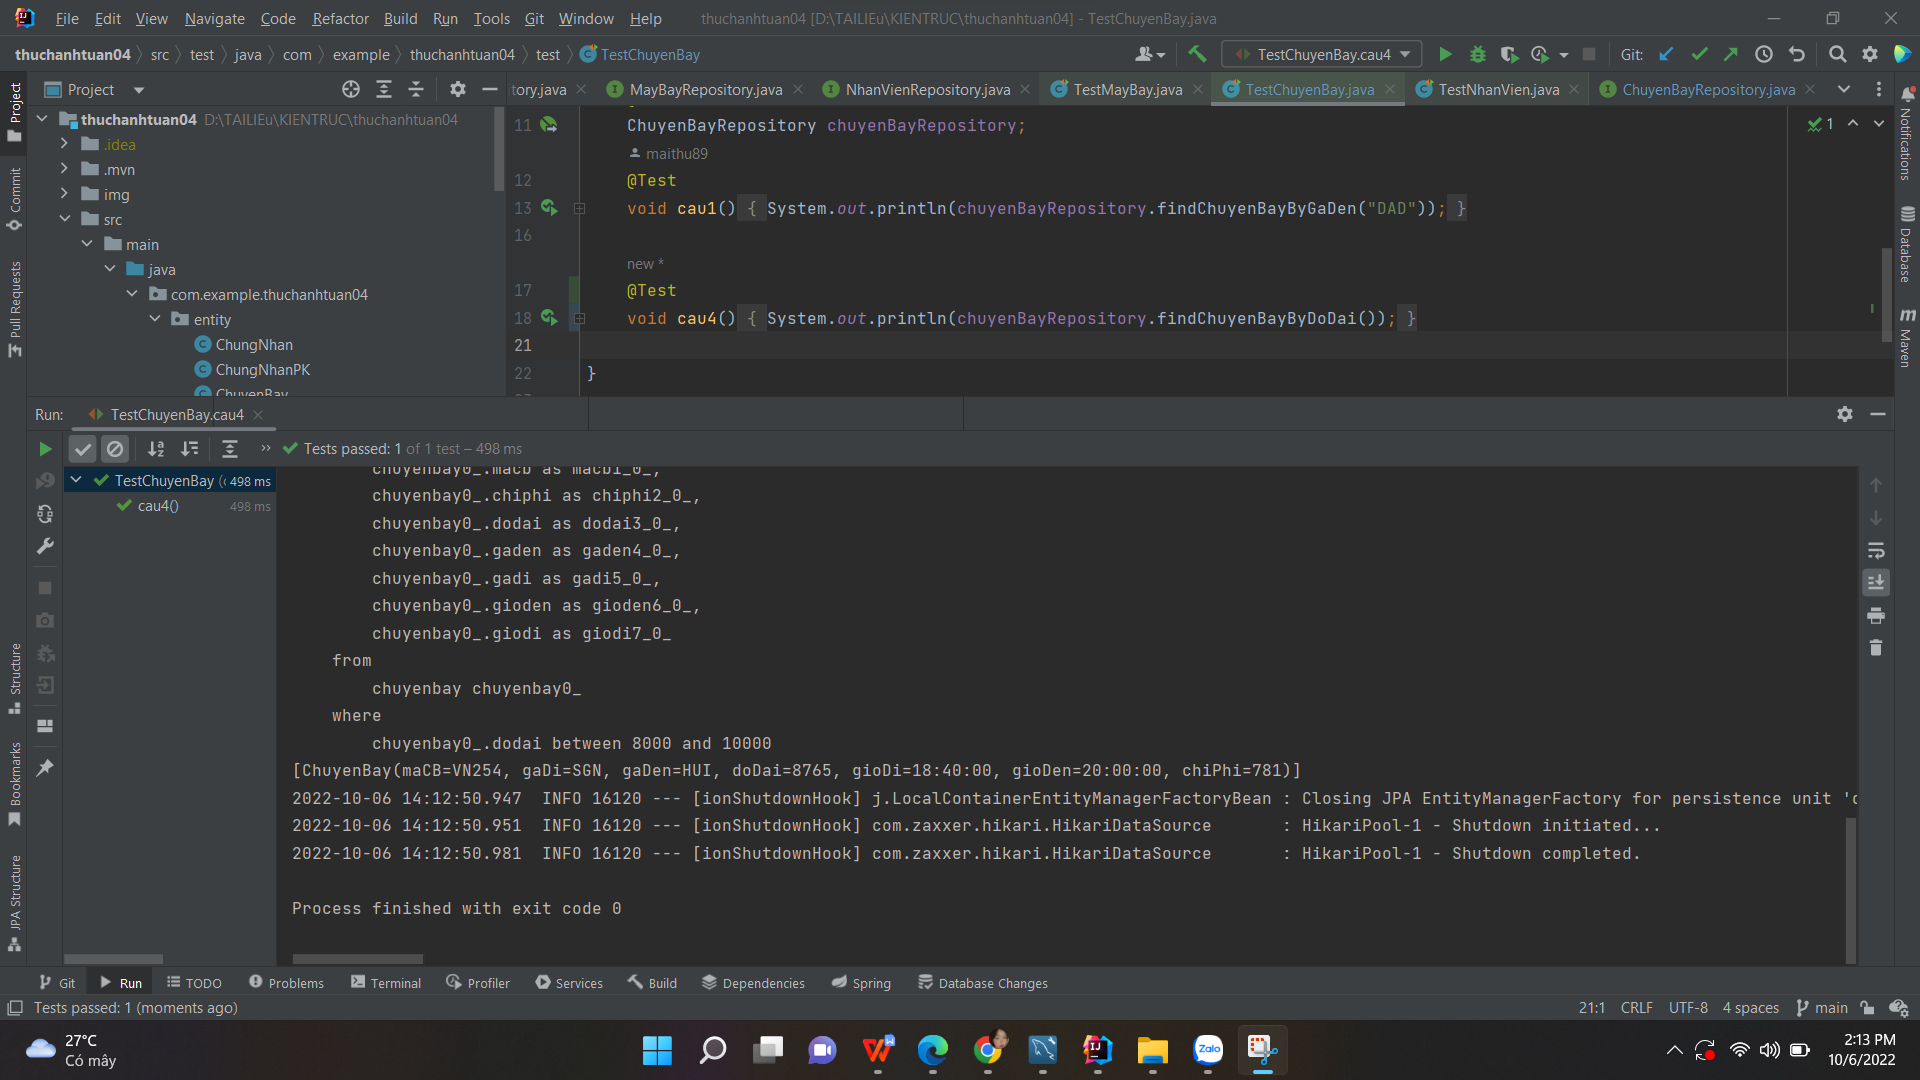 File Edit View Navigate Code Refactor Build Run Tools Git Window Help thuchanhtuan04 [D:\TAILIEu\KIENTRUC\thuchanhtuan04] - TestChuyenBay.java
thuchanhtuan04 src test java com example thuchanhtuan04 test TestChuyenBay TestChuyenBay.cau4 Git:
Project
tory.java MayBayRepository.java NhanVienRepository.java TestMayBay.java TestChuyenBay.java TestNhanVien.java ChuyenBayRepository.java
thuchanhtuan04 D:\TAILIEu\KIENTRUC\thuchanhtuan04
.idea
.mvn
img
src
main
java
com.example.thuchanhtuan04
entity
ChungNhan
ChungNhanPK
ChuyenBay
11 ChuyenBayRepository chuyenBayRepository;
maithu89
12 @Test
13 void cau1() { System.out.println(chuyenBayRepository.findChuyenBayByGaDen("DAD")); }
16
new *
17 @Test
18 void cau4() { System.out.println(chuyenBayRepository.findChuyenBayByDoDai()); }
21
22 }
1
Project
Commit
Pull Requests
Structure
Bookmarks
JPA Structure
Notifications
Database
Maven
Run: TestChuyenBay.cau4
Tests passed: 1 of 1 test – 498 ms
TestChuyenBay (c 498 ms
cau4() 498 ms
chuyenbay0_.macb as macb1_0_,
chuyenbay0_.chiphi as chiphi2_0_,
chuyenbay0_.dodai as dodai3_0_,
chuyenbay0_.gaden as gaden4_0_,
chuyenbay0_.gadi as gadi5_0_,
chuyenbay0_.gioden as gioden6_0_,
chuyenbay0_.giodi as giodi7_0_
from
chuyenbay chuyenbay0_
where
chuyenbay0_.dodai between 8000 and 10000
[ChuyenBay(maCB=VN254, gaDi=SGN, gaDen=HUI, doDai=8765, gioDi=18:40:00, gioDen=20:00:00, chiPhi=781)]
2022-10-06 14:12:50.947 INFO 16120 --- [ionShutdownHook] j.LocalContainerEntityManagerFactoryBean : Closing JPA EntityManagerFactory for persistence unit 'd
2022-10-06 14:12:50.951 INFO 16120 --- [ionShutdownHook] com.zaxxer.hikari.HikariDataSource : HikariPool-1 - Shutdown initiated...
2022-10-06 14:12:50.981 INFO 16120 --- [ionShutdownHook] com.zaxxer.hikari.HikariDataSource : HikariPool-1 - Shutdown completed.
Process finished with exit code 0
Git Run TODO Problems Terminal Profiler Services Build Dependencies Spring Database Changes
Tests passed: 1 (moments ago) 21:1 CRLF UTF-8 4 spaces main
27°C
Có mây
Zalo
2:13 PM
10/6/2022